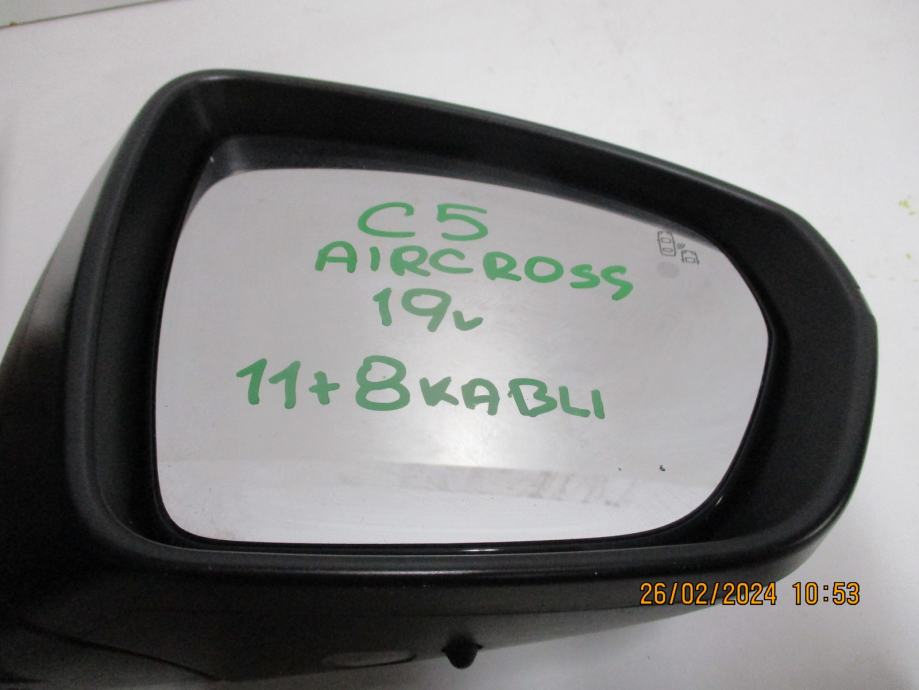 C5
AIRCROSS
19v
11+8KABLI
26/02/2024 10:53